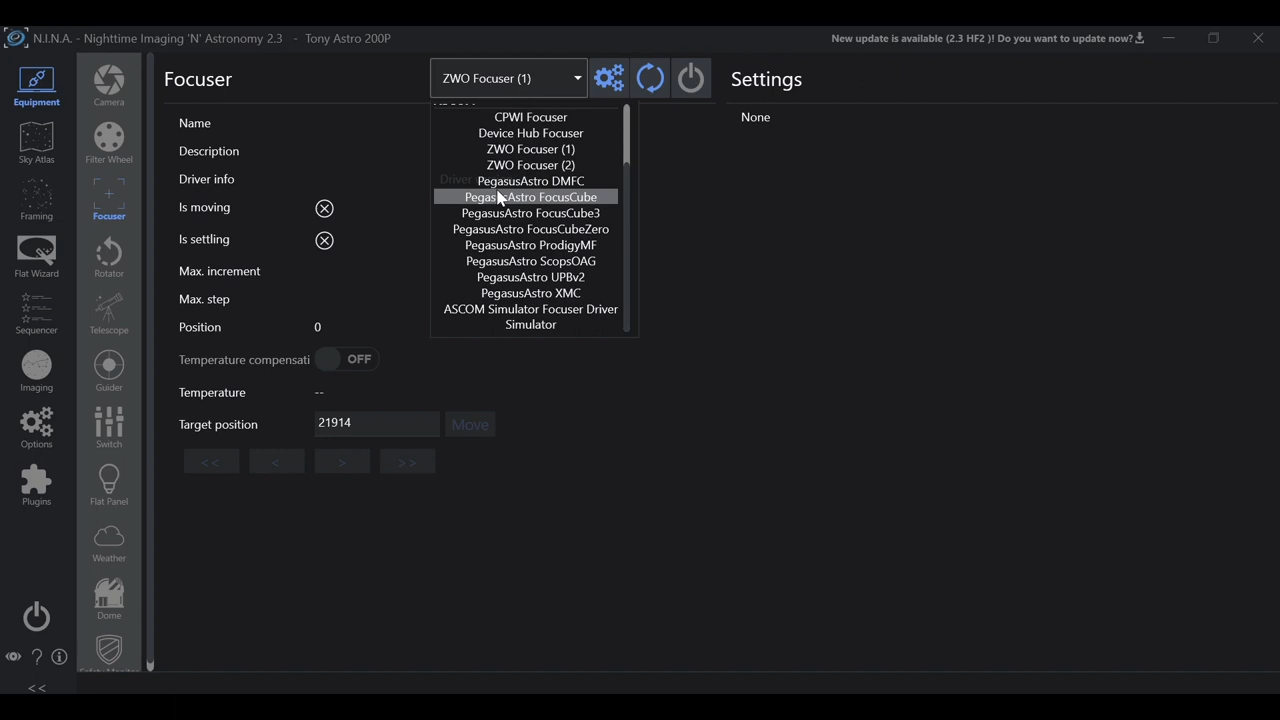 N.I.N.A. - Nighttime Imaging 'N' Astronomy 2.3 - Tony Astro 200P
New update is available (2.3 HF2 )! Do you want to update now?
Equipment
Sky Atlas
Framing
Flat Wizard
Sequencer
Imaging
Options
Plugins
?
<<
Camera
Filter Wheel
Focuser
Rotator
Telescope
Guider
Switch
Flat Panel
Weather
Dome
Focuser
ZWO Focuser (1)
Settings
None
Name
Description
Driver info
Is moving
Is settling
Max. increment
Max. step
Position 0
Temperature compensati OFF
Temperature --
Target position 21914 Move
<< < > >>
CPWI Focuser
Device Hub Focuser
ZWO Focuser (1)
ZWO Focuser (2)
Driver
PegasusAstro DMFC
PegasusAstro FocusCube
PegasusAstro FocusCube3
PegasusAstro FocusCubeZero
PegasusAstro ProdigyMF
PegasusAstro ScopsOAG
PegasusAstro UPBv2
PegasusAstro XMC
ASCOM Simulator Focuser Driver
Simulator